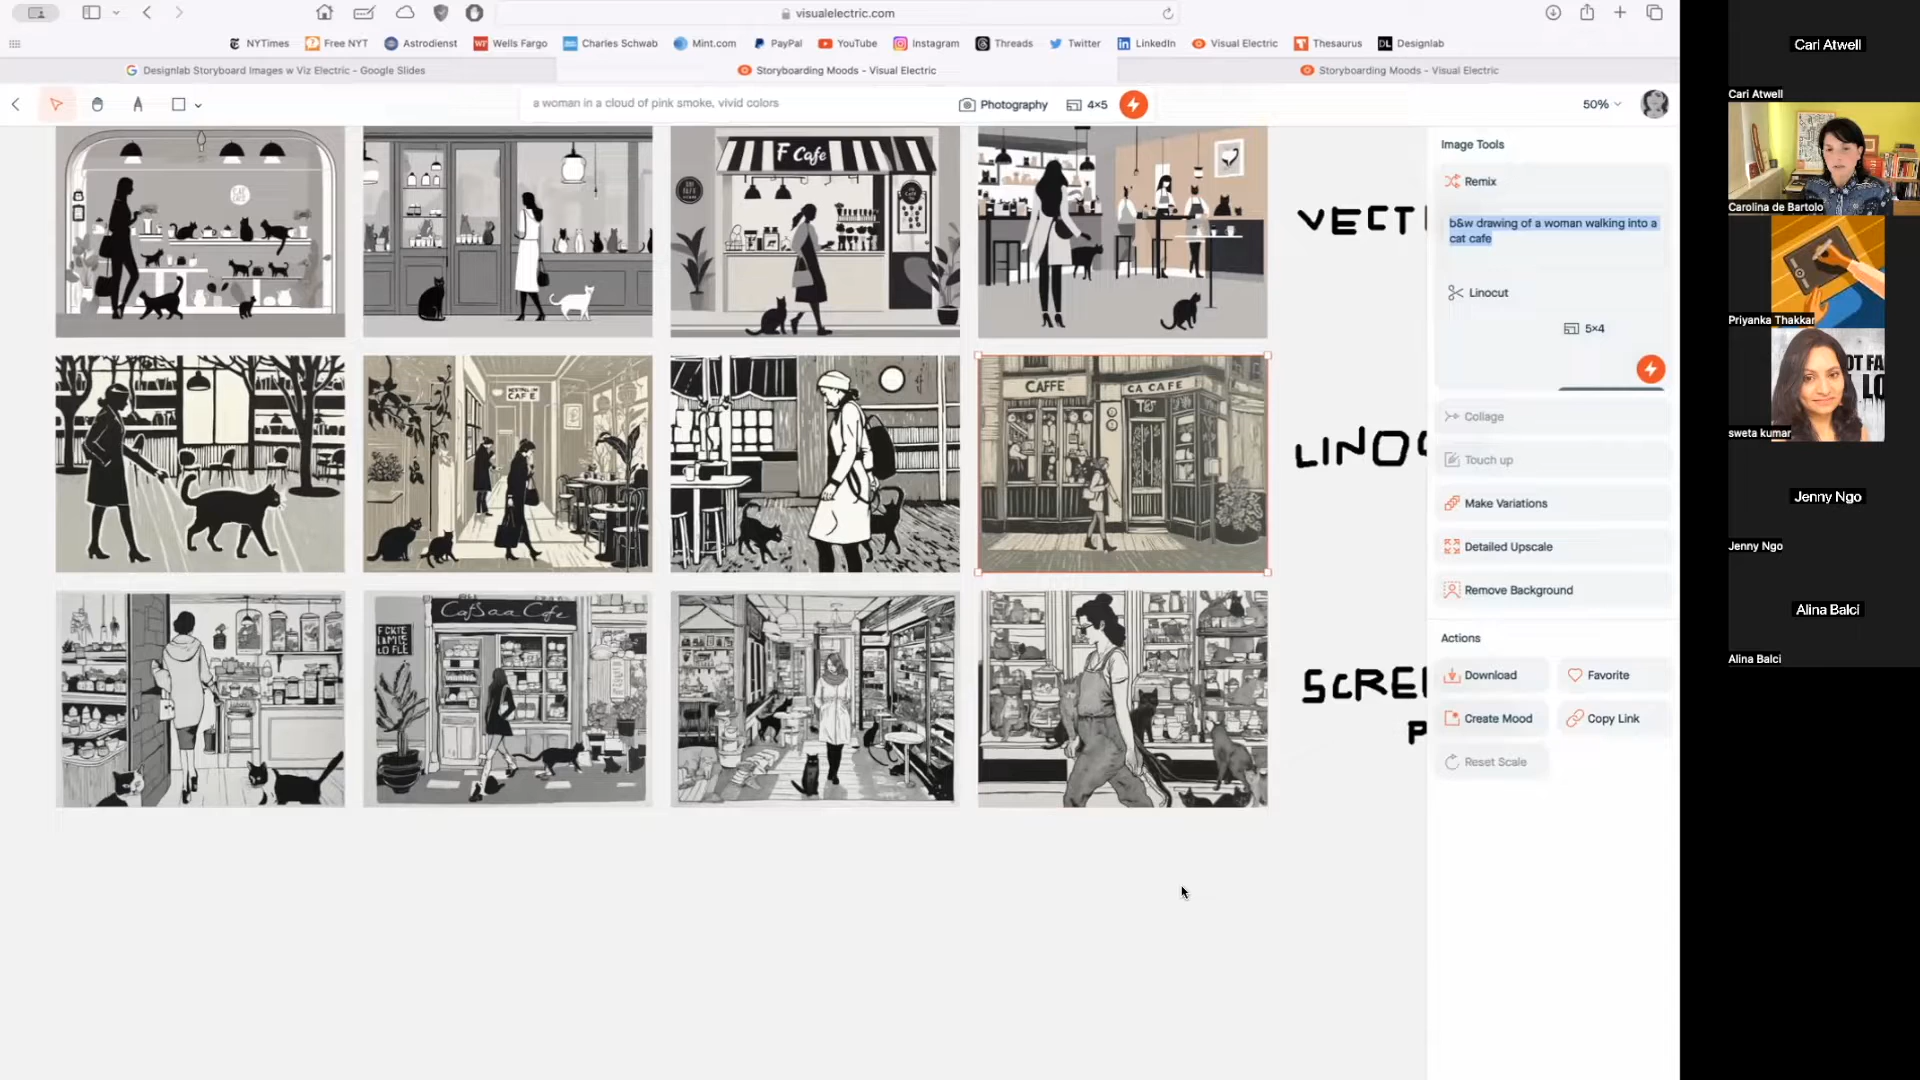 visualelectric.com
NYTimes
Free NYT
Astrodienst
Wells Fargo
Charles Schwab
Mint.com
PayPal
YouTube
Instagram
Threads
Twitter
LinkedIn
Visual Electric
Thesaurus
Designlab
Designlab Storyboard Images w Viz Electric - Google Slides
Storyboarding Moods - Visual Electric
Storyboarding Moods - Visual Electric
a woman in a cloud of pink smoke, vivid colors
Photography
4×5
50%
F Cafe
VECT
CAFFE
CA CAFE
LINO
SCRE
P
Image Tools
Remix
b&w drawing of a woman walking into a
cat cafe
Linocut
5×4
Collage
Touch up
Make Variations
Detailed Upscale
Remove Background
Actions
Download
Favorite
Create Mood
Copy Link
Reset Scale
Cari Atwell
Cari Atwell
Carolina de Bartolo
Priyanka Thakkar
OT FA
LO
sweta kumar
Jenny Ngo
Jenny Ngo
Alina Balci
Alina Balci